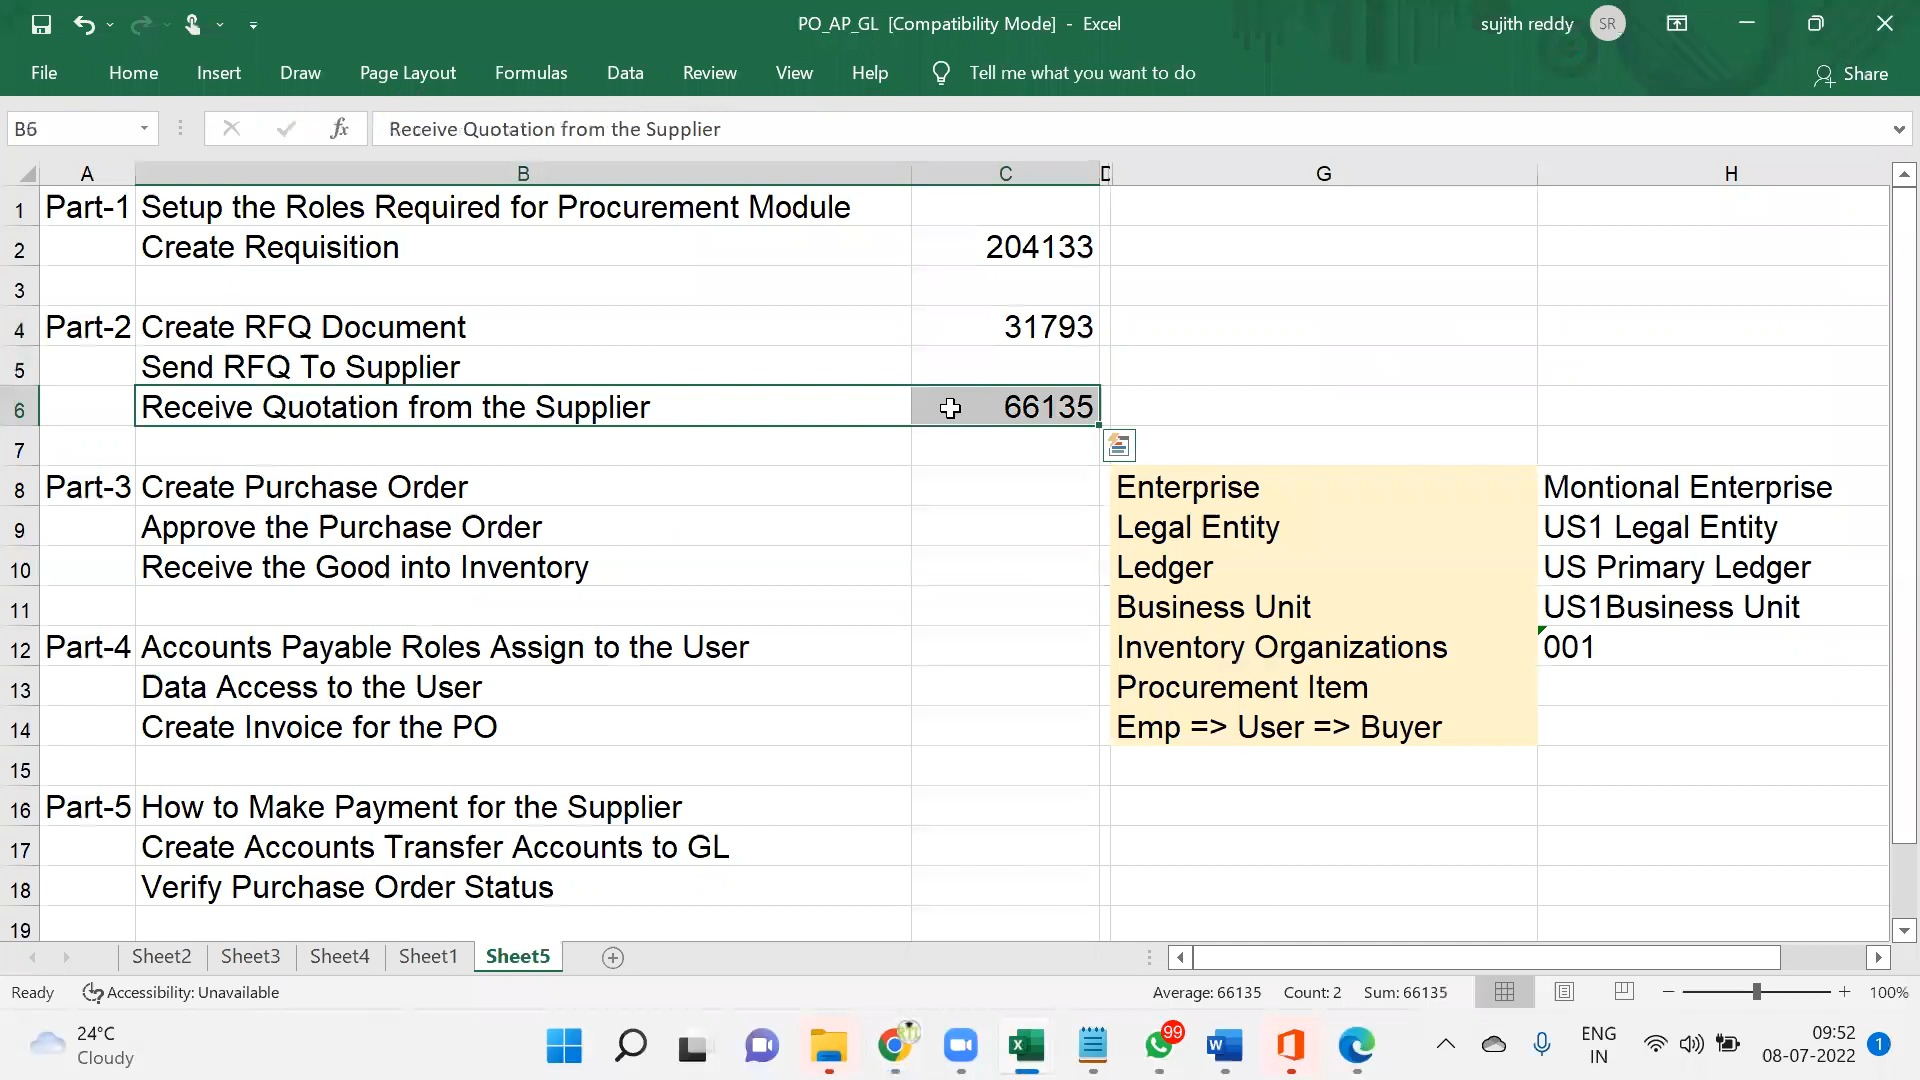 PO_AP_GL [Compatibility Mode] - Excel
sujith reddy SR
File Home Insert Draw Page Layout Formulas Data Review View Help Tell me what you want to do Share
B6 fx Receive Quotation from the Supplier
A B C D G H
1 Part-1 Setup the Roles Required for Procurement Module
2 Create Requisition 204133
3
4 Part-2 Create RFQ Document 31793
5 Send RFQ To Supplier
6 Receive Quotation from the Supplier 66135
7
8 Part-3 Create Purchase Order Enterprise Montional Enterprise
9 Approve the Purchase Order Legal Entity US1 Legal Entity
10 Receive the Good into Inventory Ledger US Primary Ledger
11 Business Unit US1Business Unit
12 Part-4 Accounts Payable Roles Assign to the User Inventory Organizations 001
13 Data Access to the User Procurement Item
14 Create Invoice for the PO Emp => User => Buyer
15
16 Part-5 How to Make Payment for the Supplier
17 Create Accounts Transfer Accounts to GL
18 Verify Purchase Order Status
19
Sheet2 Sheet3 Sheet4 Sheet1 Sheet5
Ready Accessibility: Unavailable Average: 66135 Count: 2 Sum: 66135 100%
24°C
Cloudy
99
ENG
IN
09:52
08-07-2022
1